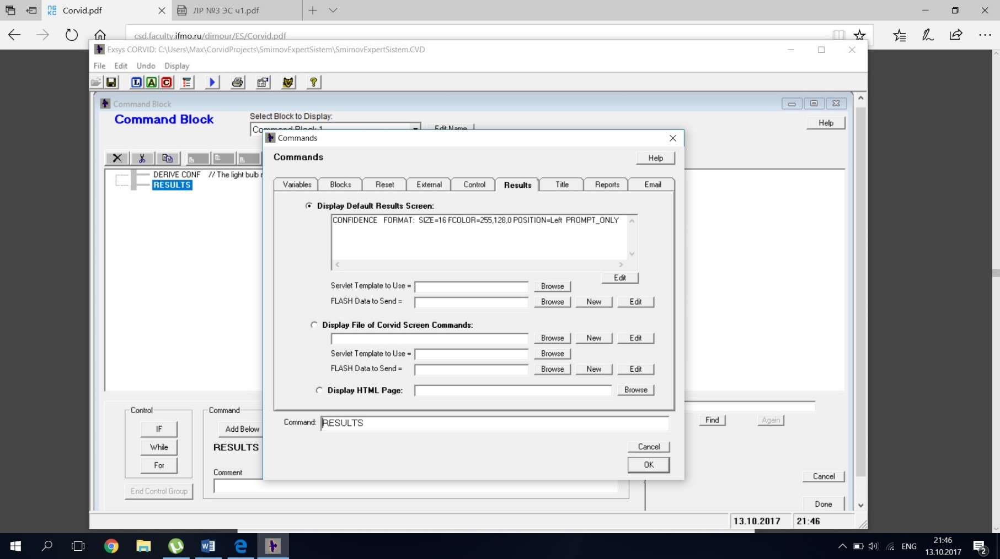 Corvid.pdf
ЛР №3 ЭС ч1.pdf
csd.faculty.ifmo.ru/dimour/ES/Corvid.pdf
Exsys CORVID: C:\Users\Max\CorvidProjects\SmirnovExpertSistem\SmirnovExpertSistem.CVD
File Edit Undo Display
Command Block
Command Block
Select Block to Display:
Help
Command Block 1
Edit Name
Commands
Commands
Help
DERIVE CONF // The light bulb
RESULTS
Variables Blocks Reset External Control Results Title Reports Email
Display Default Results Screen:
CONFIDENCE FORMAT: SIZE=16 FCOLOR=255,128,0 POSITION=Left PROMPT_ONLY
Edit
Servlet Template to Use = Browse
FLASH Data to Send = Browse New Edit
Display File of Corvid Screen Commands:
Browse New Edit
Servlet Template to Use = Browse
FLASH Data to Send = Browse New Edit
Display HTML Page: Browse
Command: RESULTS
Cancel
OK
Control
IF
While
For
End Control Group
Command
Add Below
RESULTS
Comment
Find Again
Cancel
Done
13.10.2017 21:46
ENG
21:46
13.10.2017
2